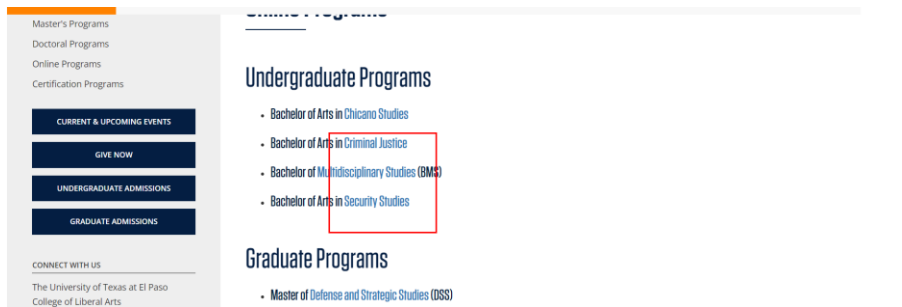 Master's Programs
Doctoral Programs
Online Programs
Certification Programs
CURRENT & UPCOMING EVENTS
GIVE NOW
UNDERGRADUATE ADMISSIONS
GRADUATE ADMISSIONS
CONNECT WITH US
The University of Texas at El Paso
College of Liberal Arts
Online Programs
Undergraduate Programs
• Bachelor of Arts in Chicano Studies
• Bachelor of Arts in Criminal Justice
• Bachelor of Multidisciplinary Studies (BMS)
• Bachelor of Arts in Security Studies
Graduate Programs
• Master of Defense and Strategic Studies (DSS)